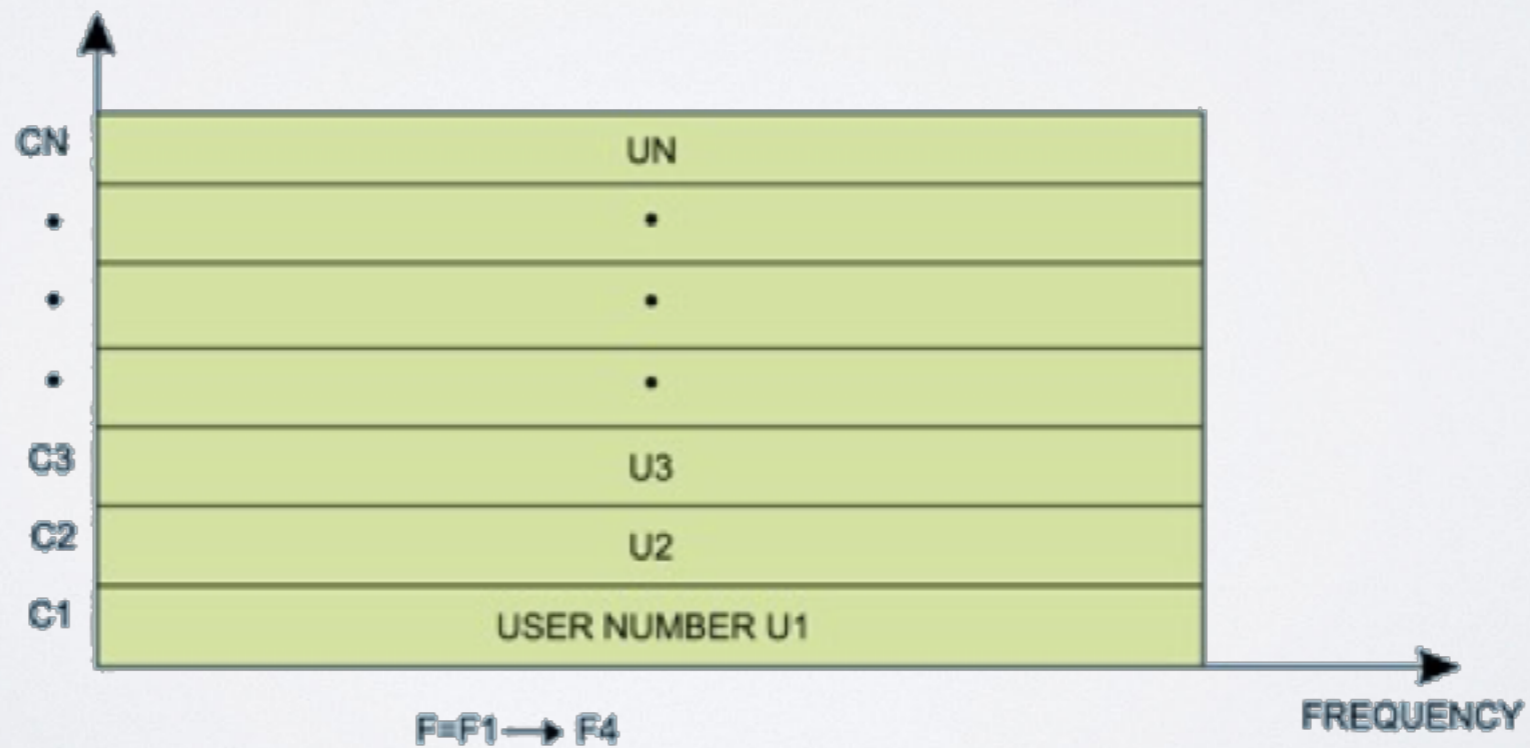 CN
UN
•
•
•
•
•
•
C3
U3
C2
U2
C1
USER NUMBER U1
F=F1→ F4
FREQUENCY